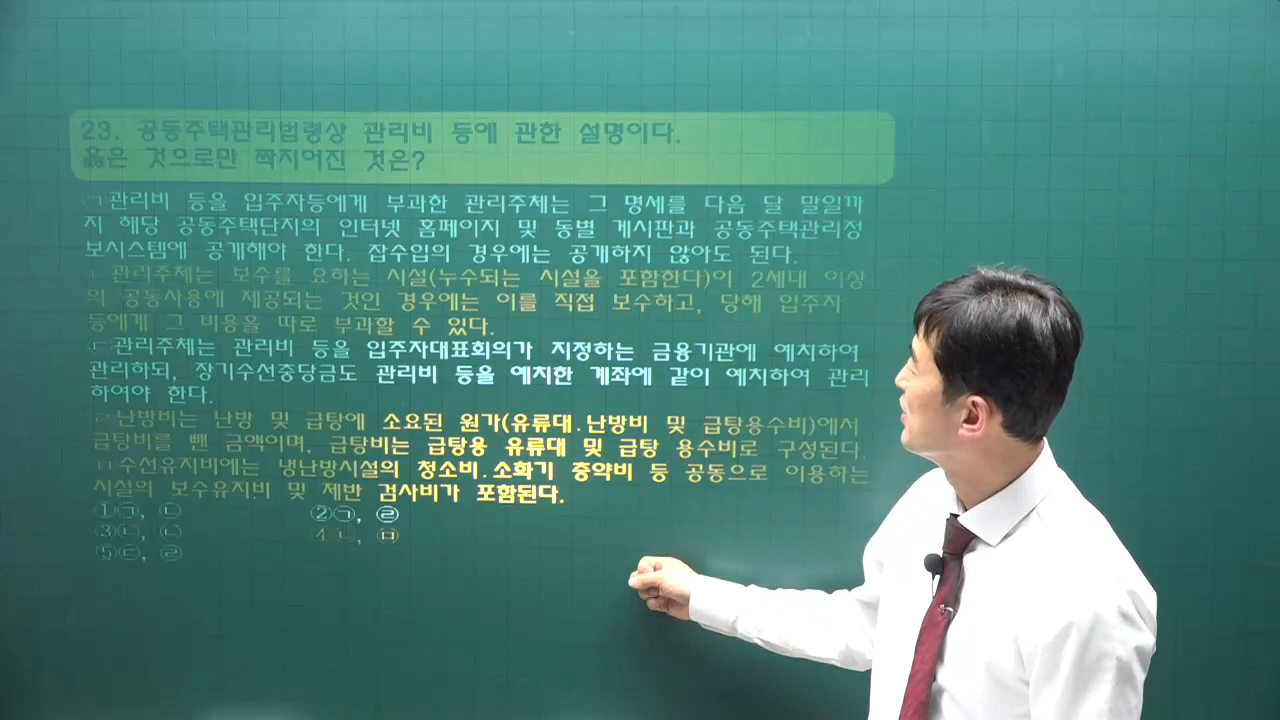 23. 공동주택관리법령상 관리비 등에 관한 설명이다.
옳은 것으로만 짝지어진 것은?
㉠관리비 등을 입주자등에게 부과한 관리주체는 그 명세를 다음 달 말일까
지 해당 공동주택단지의 인터넷 홈페이지 및 동별 게시판과 공동주택관리정
보시스템에 공개해야 한다. 잡수입의 경우에는 공개하지 않아도 된다.
관리주체는 보수를 요하는 시설(누수되는 시설을 포함한다)이 2세대 이상
의 공동사용에 제공되는 것인 경우에는 이를 직접 보수하고, 당해 입주자
등에게 그 비용을 따로 부과할 수 있다.
㉢관리주체는 관리비 등을 입주자대표회의가 지정하는 금융기관에 예치하여
관리하되, 장기수선충당금도 관리비 등을 예치한 계좌에 같이 예치하여 관리
하여야 한다.
난방비는 난방 및 급탕에 소요된 원가(유류대.난방비 및 급탕용수비)에서
급탕비를 뺀 금액이며, 급탕비는 급탕용 유류대 및 급탕 용수비로 구성된다.
㉤수선유지비에는 냉난방시설의 청소비.소화기 충약비 등 공동으로 이용하는
시설의 보수유지비 및 제반 검사비가 포함된다.
①㉠, ㉡ ②㉠, ㉣
③㉡, ㉢ ④㉡, ㉤
⑤㉢, ㉣